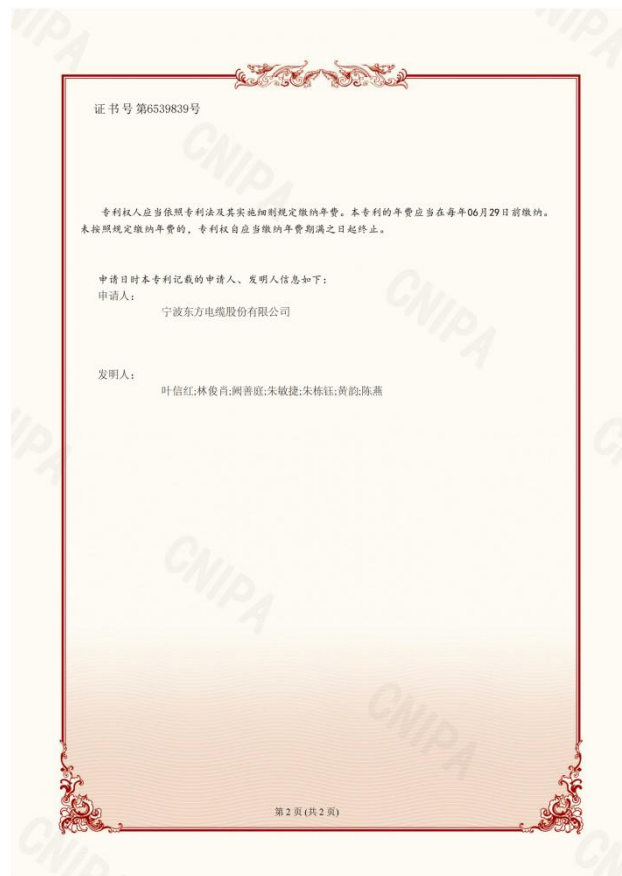 CNIPA
CNIPA
证书号第6539839号
CNIPA
专利权人应当依照专利法及其实施细则规定缴纳年费。本专利的年费应当在每年06月29日前缴纳。
未按照规定缴纳年费的，专利权自应当缴纳年费期满之日起终止。
申请日时本专利记载的申请人、发明人信息如下：
申请人：
宁波东方电缆股份有限公司
CNIPA
发明人：
叶信红;林俊肖;阙善庭;朱敏捷;朱栋钰;黄韵;陈燕
CNIPA
CNIPA
第 2 页 (共 2 页)
CNIPA